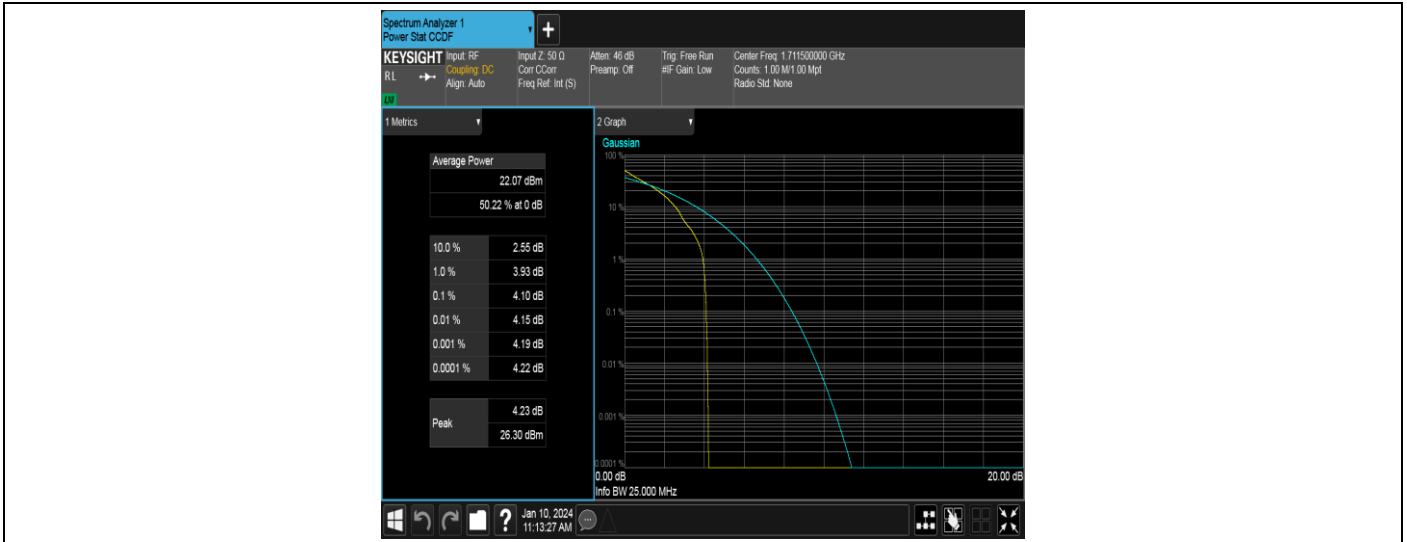 Spectrum Analyzer 1
Power Stat CCDF
+
KEYSIGHT
RL
LXI
Input: RF
Coupling: DC
Align: Auto
Input Z: 50 Ω
Corr CCorr
Freq Ref: Int (S)
Atten: 46 dB
Preamp: Off
Trig: Free Run
#IF Gain: Low
Center Freq: 1.711500000 GHz
Counts: 1.00 M/1.00 Mpt
Radio Std: None
1 Metrics
Average Power
22.07 dBm
50.22 % at 0 dB
10.0 % 2.55 dB
1.0 % 3.93 dB
0.1 % 4.10 dB
0.01 % 4.15 dB
0.001 % 4.19 dB
0.0001 % 4.22 dB
Peak
4.23 dB
26.30 dBm
2 Graph
Gaussian
100 %
10 %
1 %
0.1 %
0.01 %
0.001 %
0.0001 %
0.00 dB
20.00 dB
Info BW 25.000 MHz
?
Jan 10, 2024
11:13:27 AM